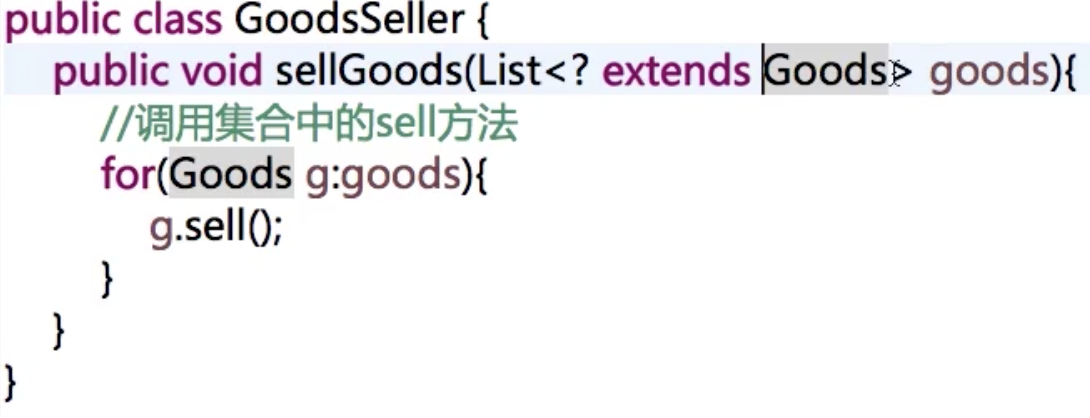 public class GoodsSeller {
public void sellGoods(List<? extends Goods> goods){
//调用集合中的sell方法
for(Goods g:goods){
g.sell();
}
}
}